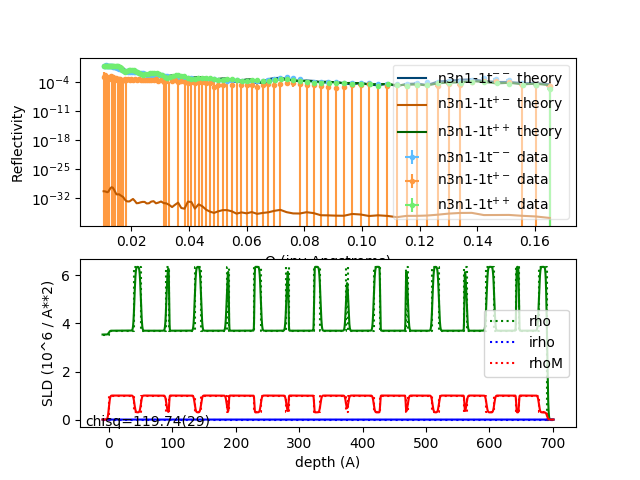 10^−4
10^−11
10^−18
10^−25
10^−32
Reflectivity
n3n1-1t^−− theory
n3n1-1t^+− theory
n3n1-1t^++ theory
n3n1-1t^−− data
n3n1-1t^+− data
n3n1-1t^++ data
0.02 0.04 0.06 0.08 0.10 0.12 0.14 0.16
Q (inv Angstroms)
6
4
2
0
SLD (10^6 / A**2)
rho
irho
rhoM
chisq=119.74(29)
0 100 200 300 400 500 600 700
depth (A)